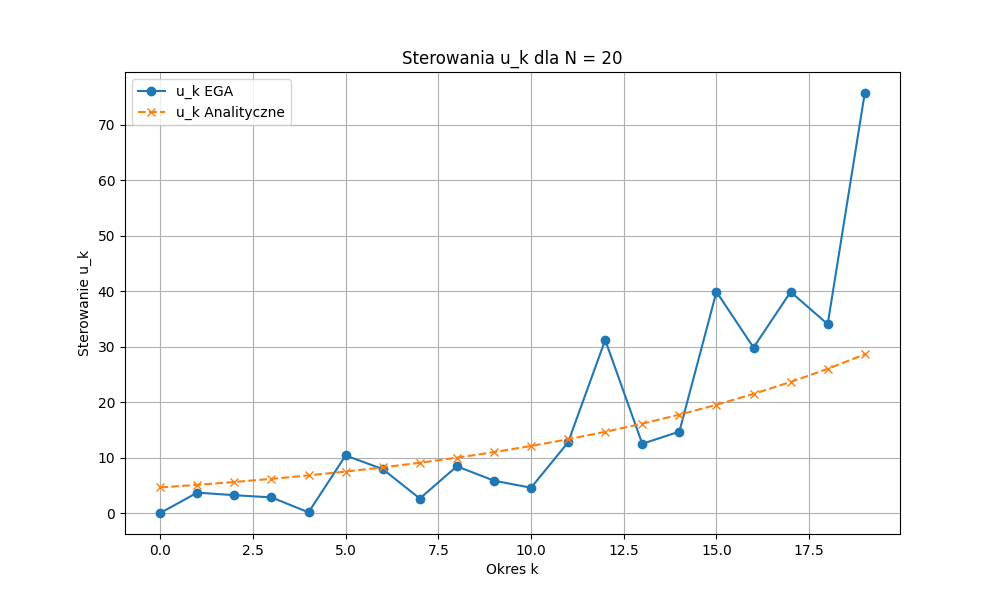 Sterowania u_k dla N = 20
u_k EGA
u_k Analityczne
Sterowanie u_k
70
60
50
40
30
20
10
0
0.0 2.5 5.0 7.5 10.0 12.5 15.0 17.5
Okres k